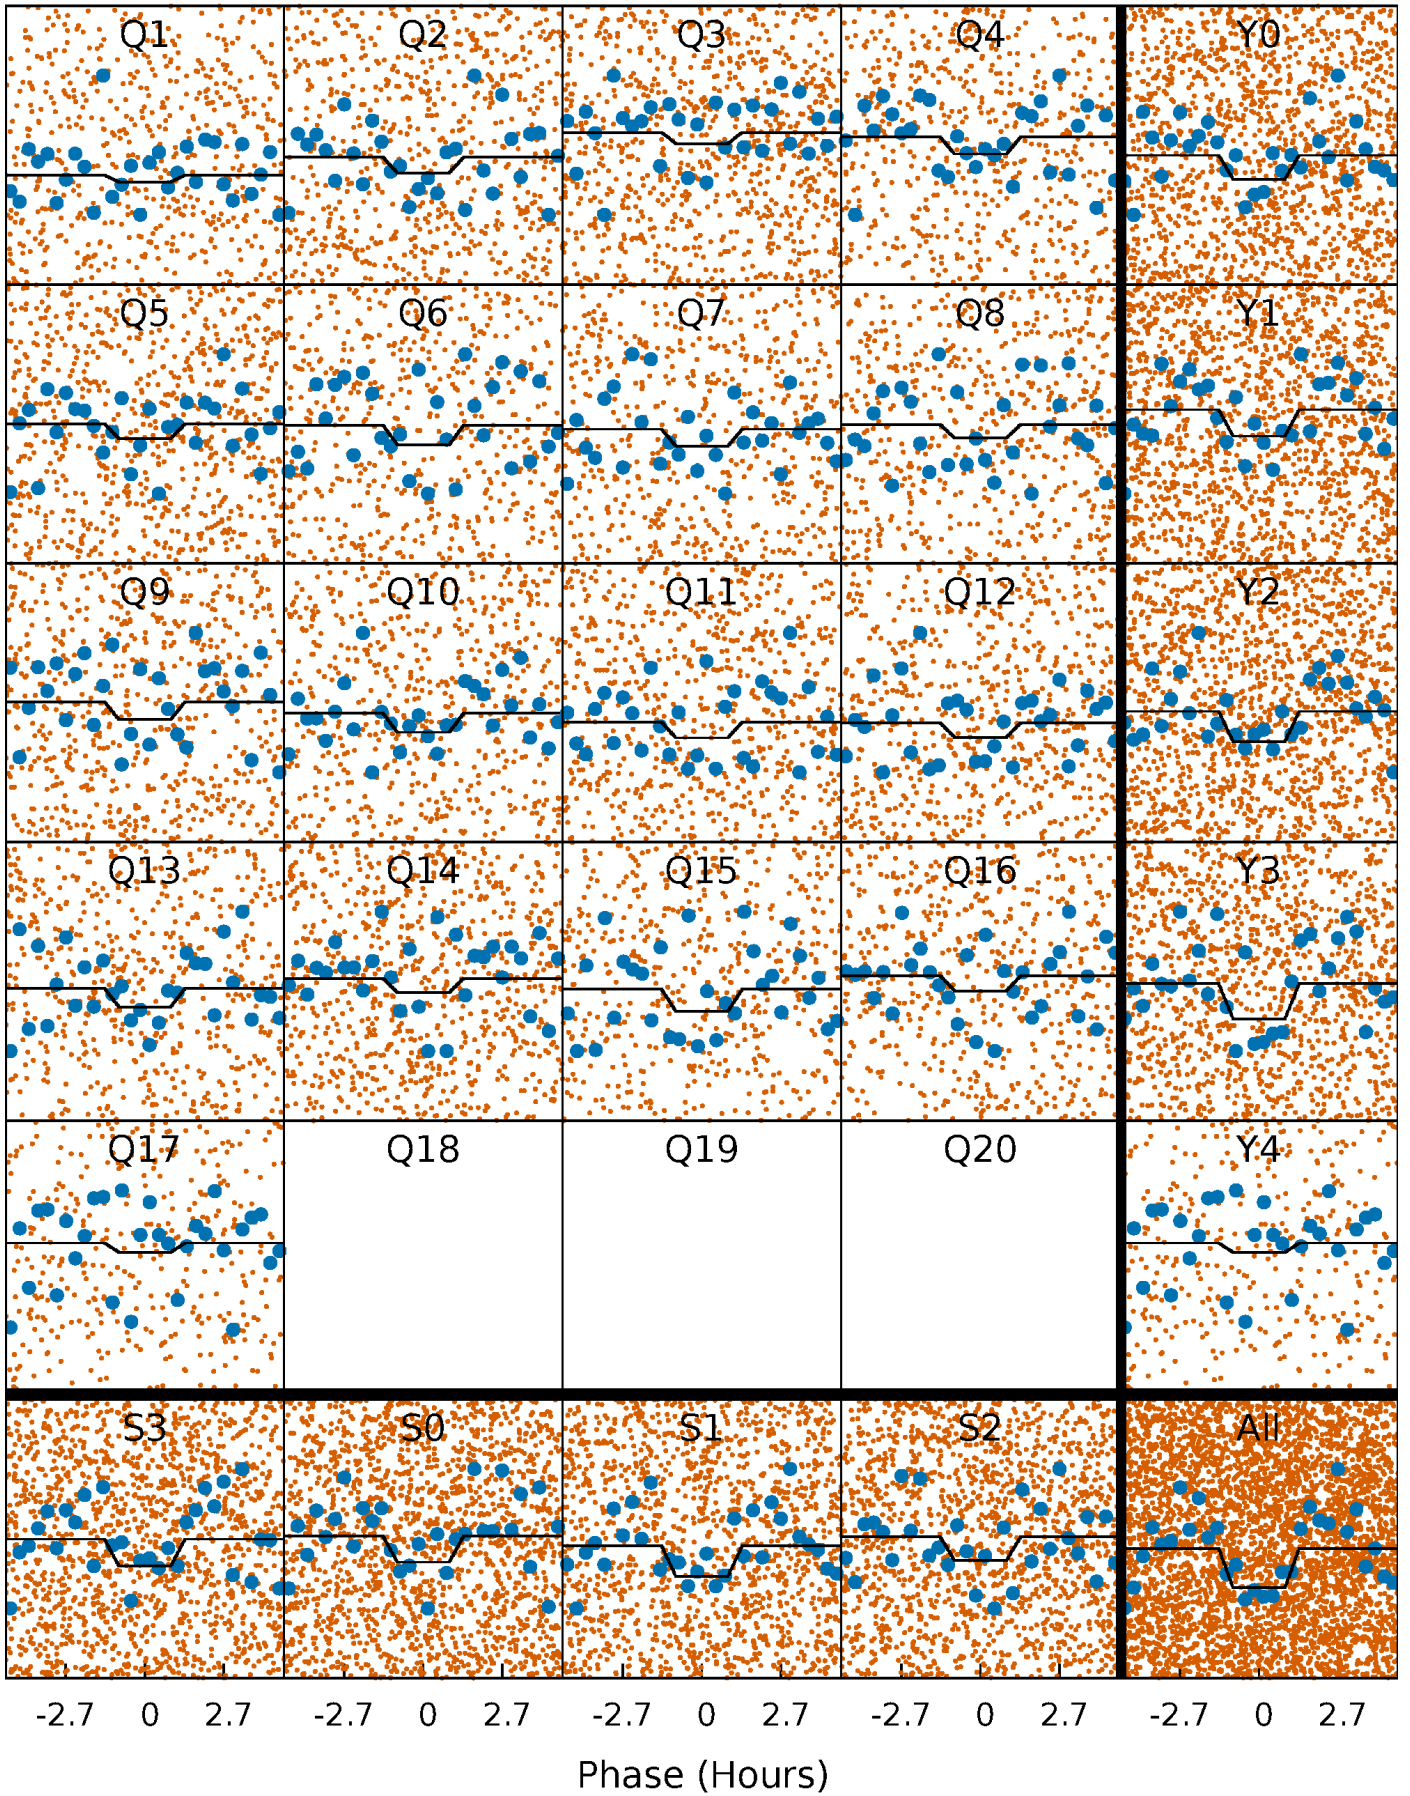 Q1 Q2 Q3 Q4 Y0
Q5 Q6 Q7 Q8 Y1
Q9 Q10 Q11 Q12 Y2
Q13 Q14 Q15 Q16 Y3
Q17 Q18 Q19 Q20 Y4
S3 S0 S1 S2 All
-2.7 0 2.7 -2.7 0 2.7 -2.7 0 2.7 -2.7 0 2.7 -2.7 0 2.7
Phase (Hours)